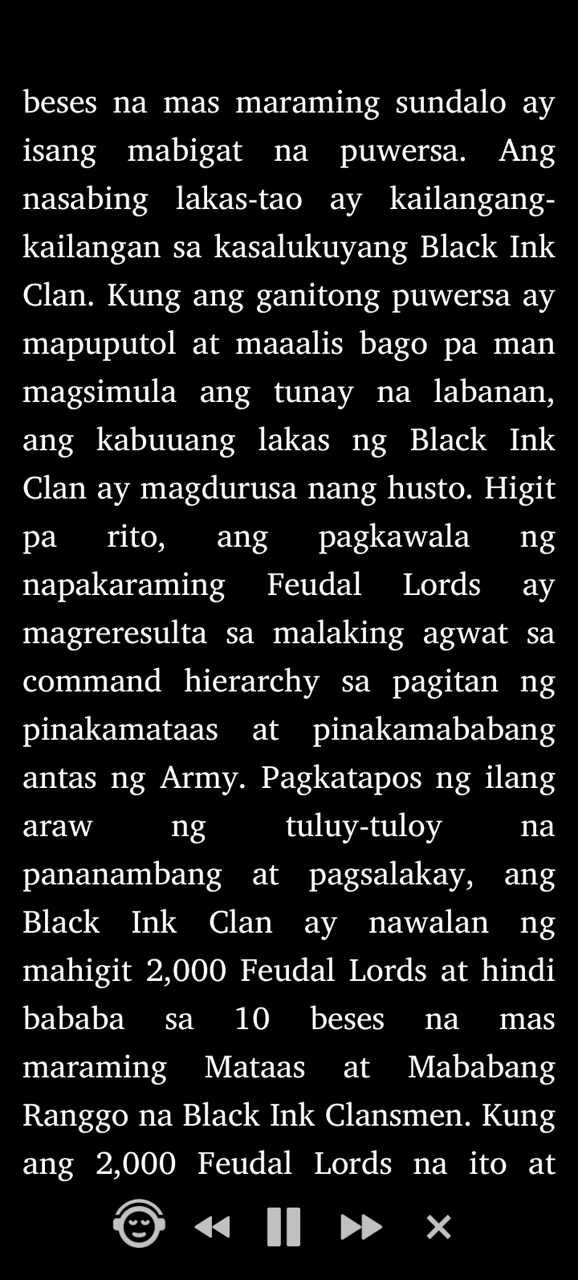 beses na mas maraming sundalo ay
isang mabigat na puwersa. Ang
nasabing lakas-tao ay kailangang-
kailangan sa kasalukuyang Black Ink
Clan. Kung ang ganitong puwersa ay
mapuputol at maaalis bago pa man
magsimula ang tunay na labanan,
ang kabuuang lakas ng Black Ink
Clan ay magdurusa nang husto. Higit
pa rito, ang pagkawala ng
napakaraming Feudal Lords ay
magreresulta sa malaking agwat sa
command hierarchy sa pagitan ng
pinakamataas at pinakamababang
antas ng Army. Pagkatapos ng ilang
araw ng tuluy-tuloy na
pananambang at pagsalakay, ang
Black Ink Clan ay nawalan ng
mahigit 2,000 Feudal Lords at hindi
bababa sa 10 beses na mas
maraming Mataas at Mababang
Ranggo na Black Ink Clansmen. Kung
ang 2,000 Feudal Lords na ito at